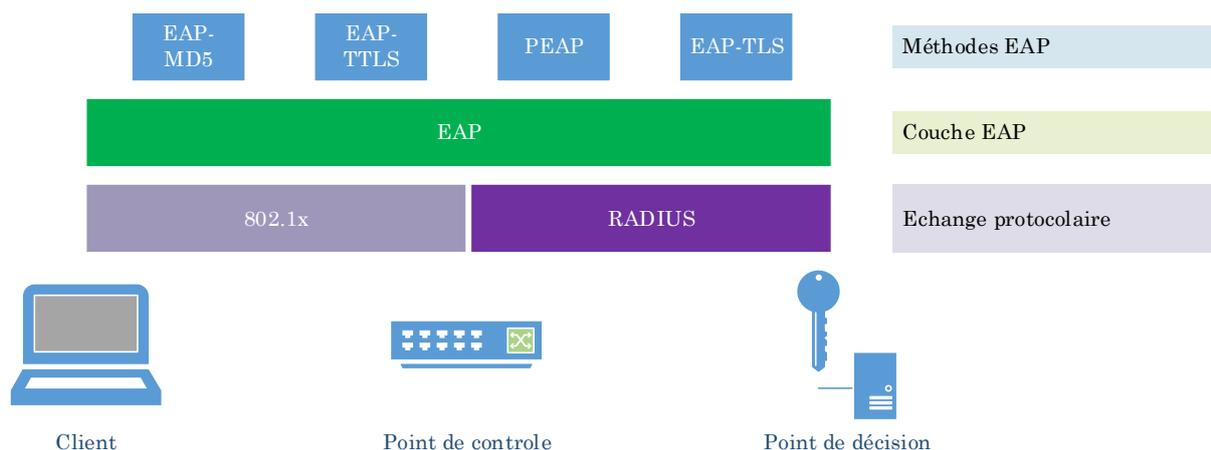 EAP-
MD5
EAP-
TTLS
PEAP
EAP-TLS
Méthodes EAP
EAP
Couche EAP
802.1x
RADIUS
Echange protocolaire
Client
Point de controle
Point de décision